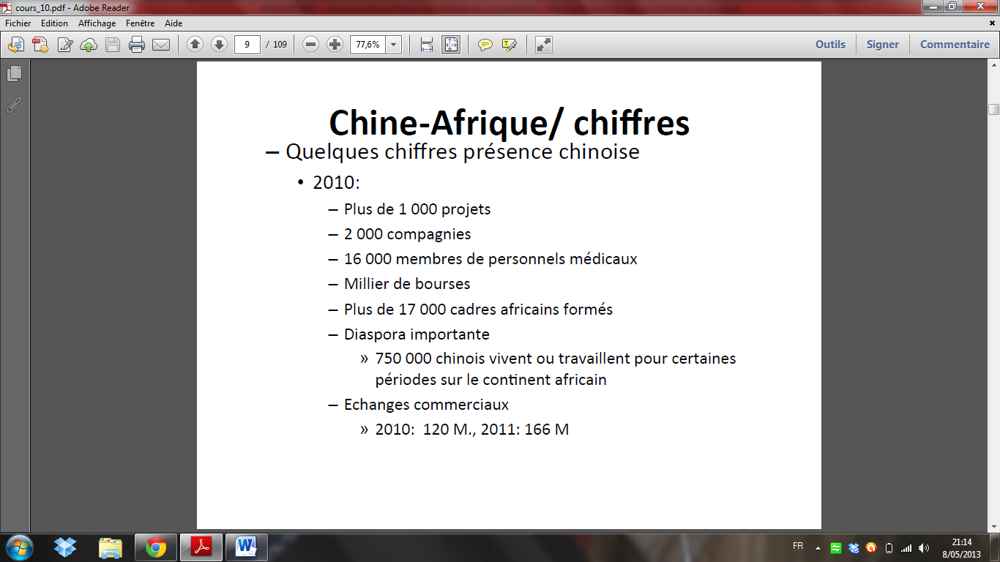 cours_10.pdf - Adobe Reader
Fichier Edition Affichage Fenêtre Aide
9 / 109 77,6% Outils Signer Commentaire
Chine-Afrique/ chiffres
– Quelques chiffres présence chinoise
• 2010:
– Plus de 1 000 projets
– 2 000 compagnies
– 16 000 membres de personnels médicaux
– Millier de bourses
– Plus de 17 000 cadres africains formés
– Diaspora importante
» 750 000 chinois vivent ou travaillent pour certaines
périodes sur le continent africain
– Echanges commerciaux
» 2010:  120 M., 2011: 166 M
FR
21:14
8/05/2013